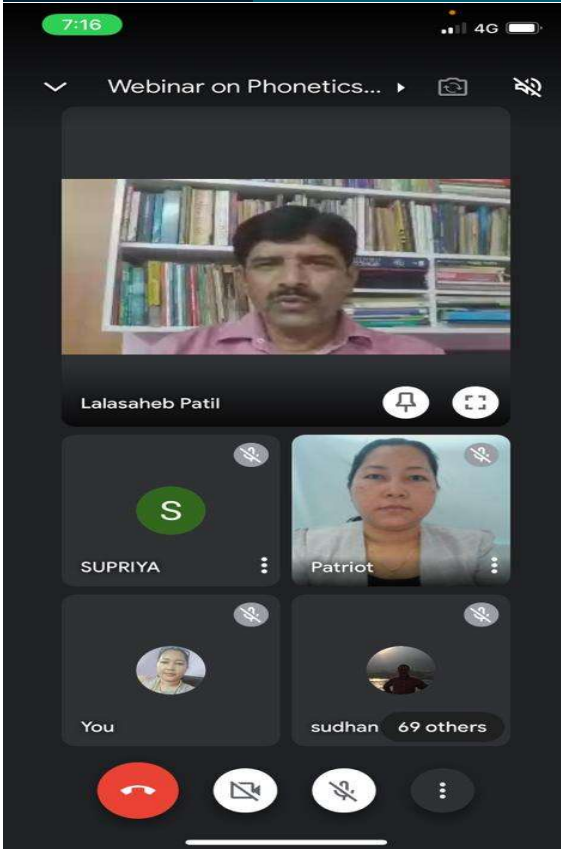 7:16
4G
Webinar on Phonetics...
Lalasaheb Patil
S
SUPRIYA
Patriot
You
sudhan
69 others